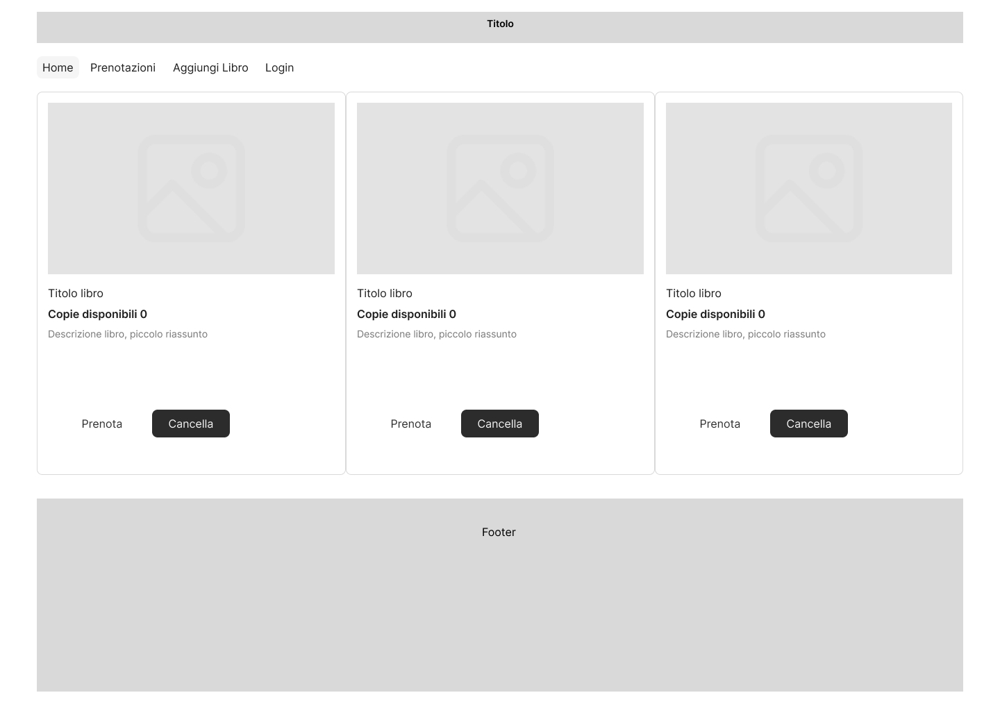 Titolo
Home Prenotazioni Aggiungi Libro Login
Titolo libro
Copie disponibili 0
Descrizione libro, piccolo riassunto
Prenota Cancella
Titolo libro
Copie disponibili 0
Descrizione libro, piccolo riassunto
Prenota Cancella
Titolo libro
Copie disponibili 0
Descrizione libro, piccolo riassunto
Prenota Cancella
Footer